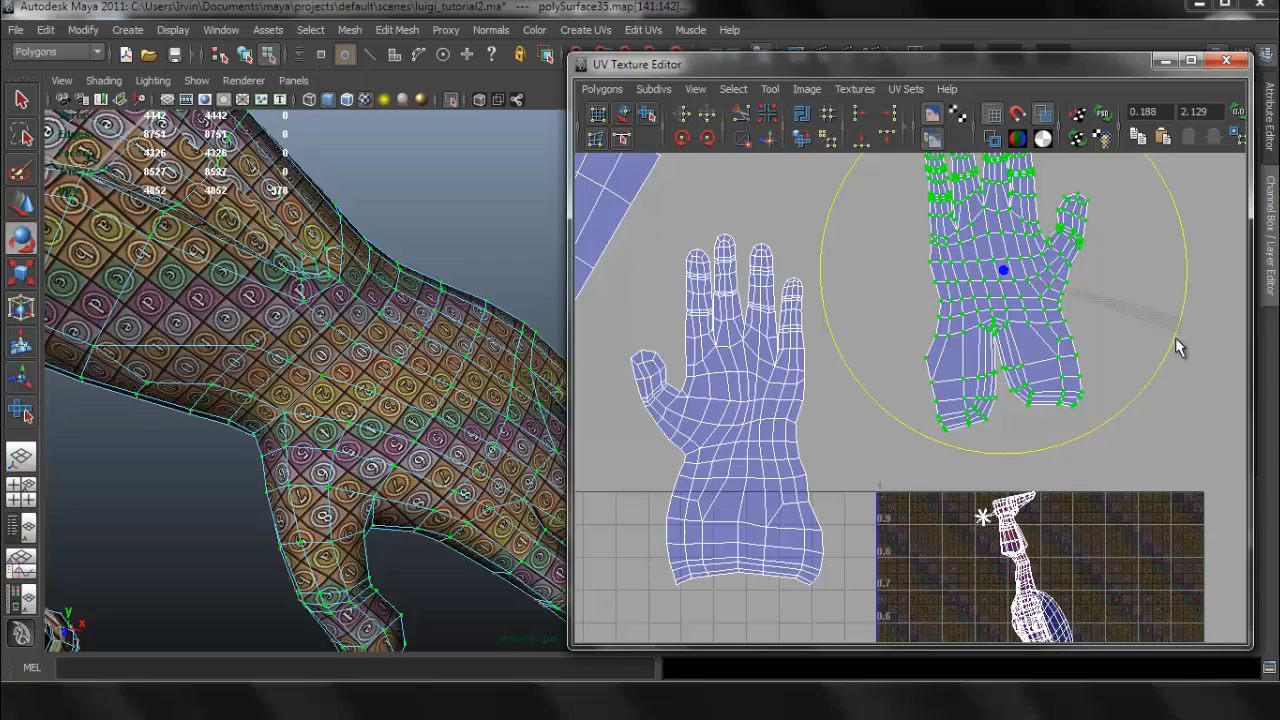 Autodesk Maya 2011: C:\Users\Irvin\Documents\maya\projects\default\scenes\luigi_tutorial2.ma* --- polySurface35.map[141:142]...
File Edit Modify Create Display Window Assets Select Mesh Edit Mesh Proxy Normals Color Create UVs Edit UVs Muscle Help
Polygons
View Shading Lighting Show Renderer Panels
4442 4442 0
8751 8751 0
4326 4326 0
8527 8527 0
4852 4852 378
UV Texture Editor
Polygons Subdivs View Select Tool Image Textures UV Sets Help
0.188 2.129
0.9
0.8
0.7
0.6
Attribute Editor
Channel Box / Layer Editor
y
x
MEL